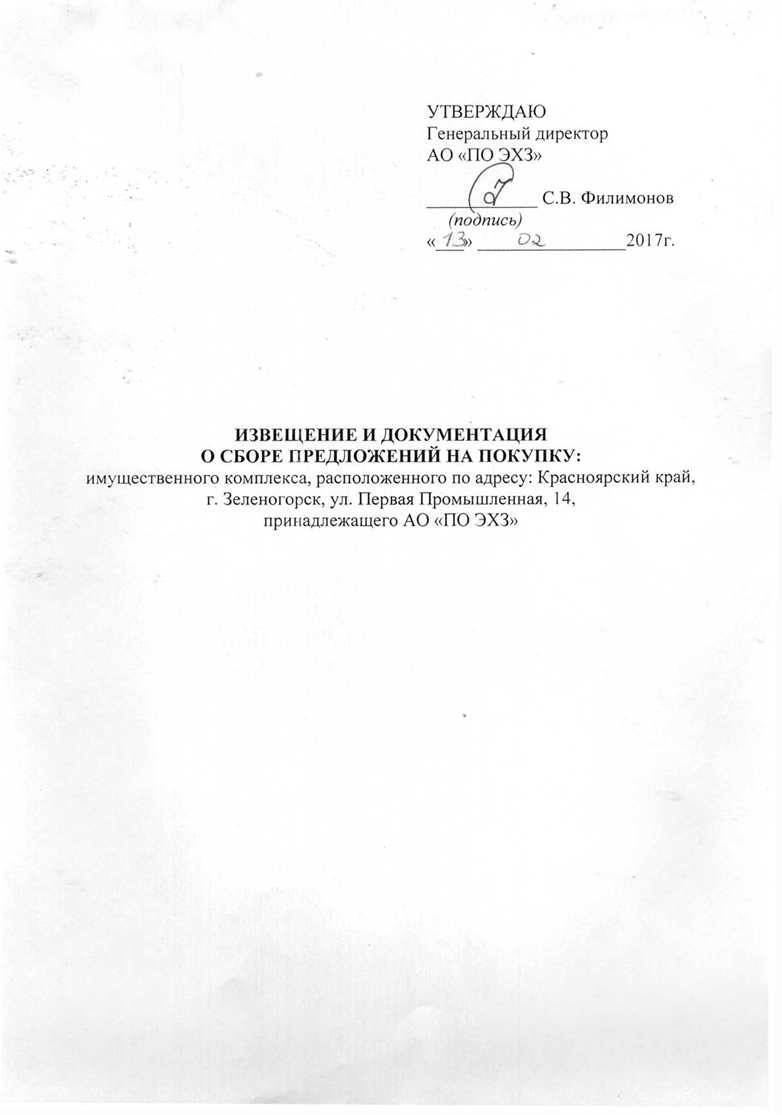 УТВЕРЖДАЮ
Генеральный директор
АО «ПО ЭХЗ»
______________ С.В. Филимонов
(подпись)
«13» 02 2017г.
ИЗВЕЩЕНИЕ И ДОКУМЕНТАЦИЯ
О СБОРЕ ПРЕДЛОЖЕНИЙ НА ПОКУПКУ:
имущественного комплекса, расположенного по адресу: Красноярский край,
г. Зеленогорск, ул. Первая Промышленная, 14,
принадлежащего АО «ПО ЭХЗ»